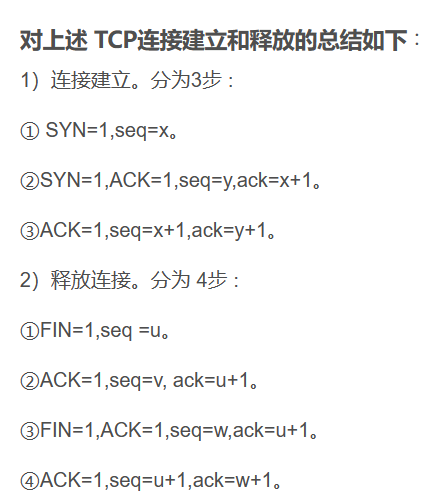 对上述 TCP连接建立和释放的总结如下：
1）连接建立。分为3步：
① SYN=1,seq=x。
②SYN=1,ACK=1,seq=y,ack=x+1。
③ACK=1,seq=x+1,ack=y+1。
2）释放连接。分为 4步：
①FIN=1,seq =u。
②ACK=1,seq=v, ack=u+1。
③FIN=1,ACK=1,seq=w,ack=u+1。
④ACK=1,seq=u+1,ack=w+1。